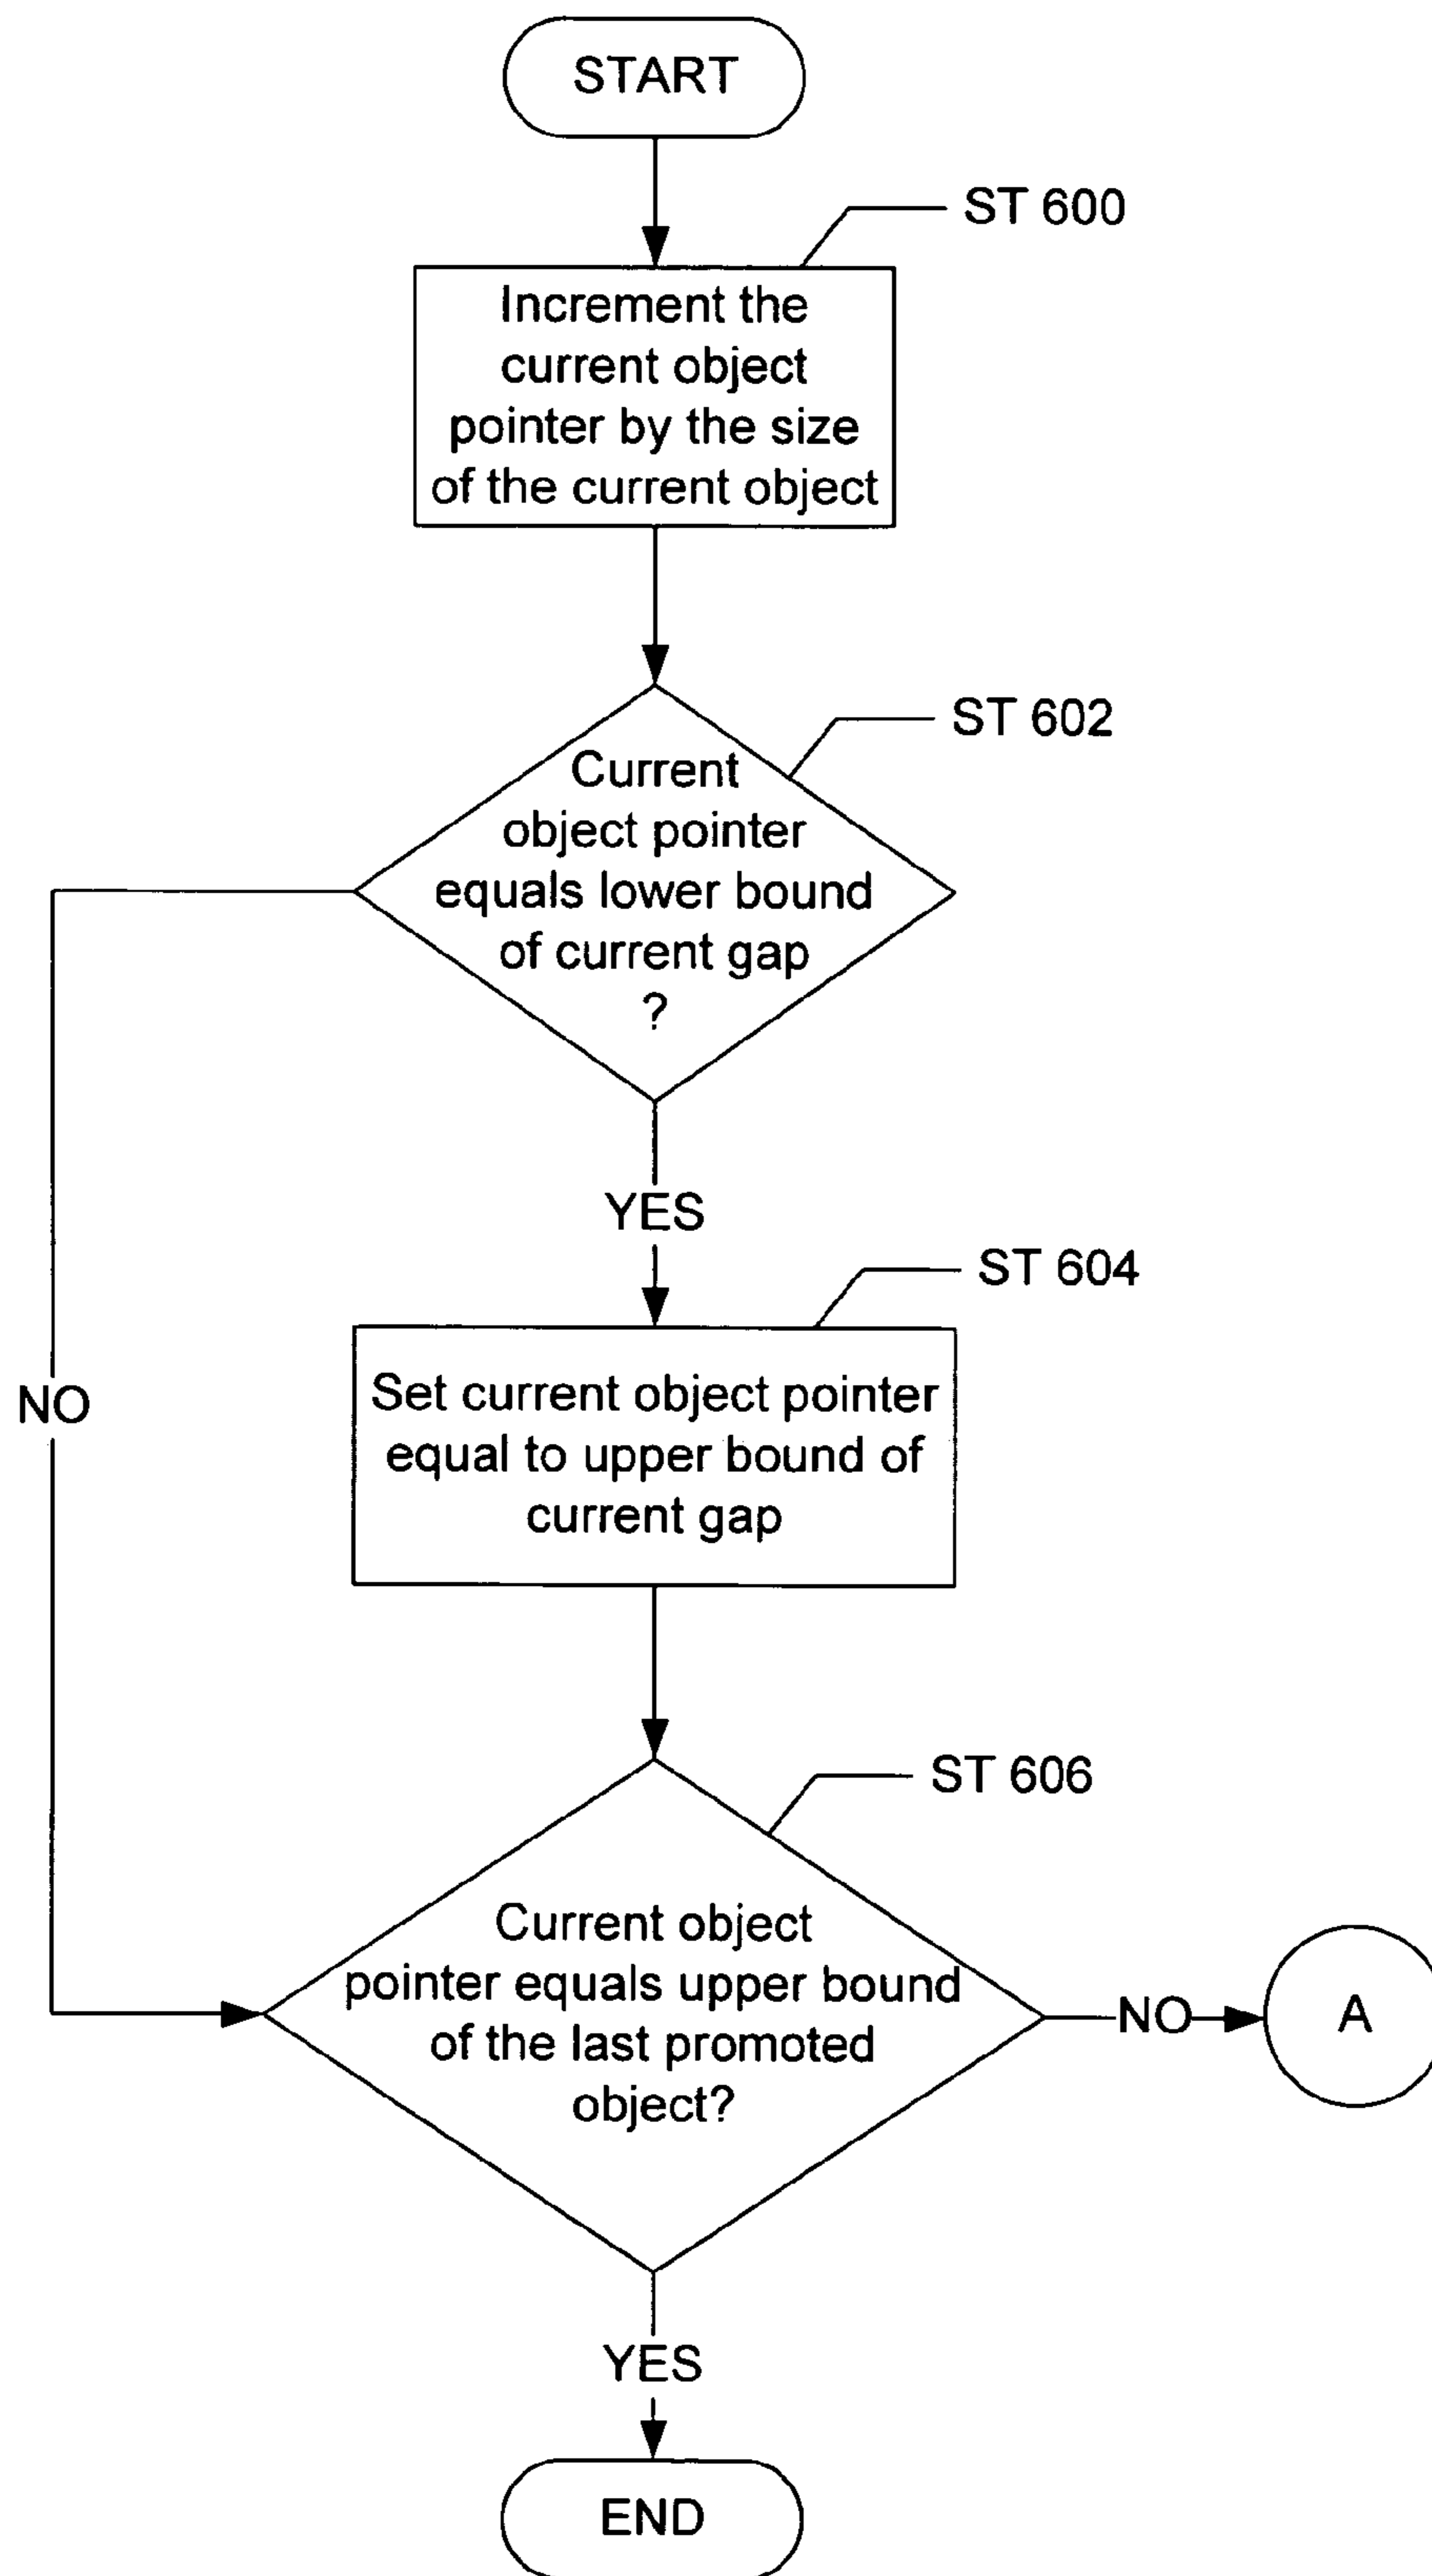 START
ST 600
Increment the
current object
pointer by the size
of the current object
ST 602
Current
object pointer
equals lower bound
of current gap
?
YES
ST 604
NO
Set current object pointer
equal to upper bound of
current gap
ST 606
Current object
pointer equals upper bound
of the last promoted
object?
NO
A
YES
END